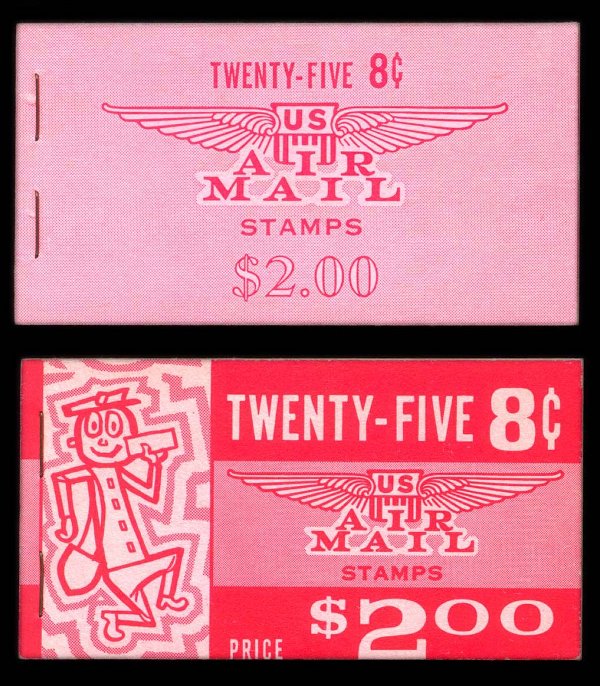 TWENTY-FIVE 8¢
US
AIR
MAIL
STAMPS
$2.00
TWENTY-FIVE 8¢
US
AIR
MAIL
STAMPS
PRICE $2.00